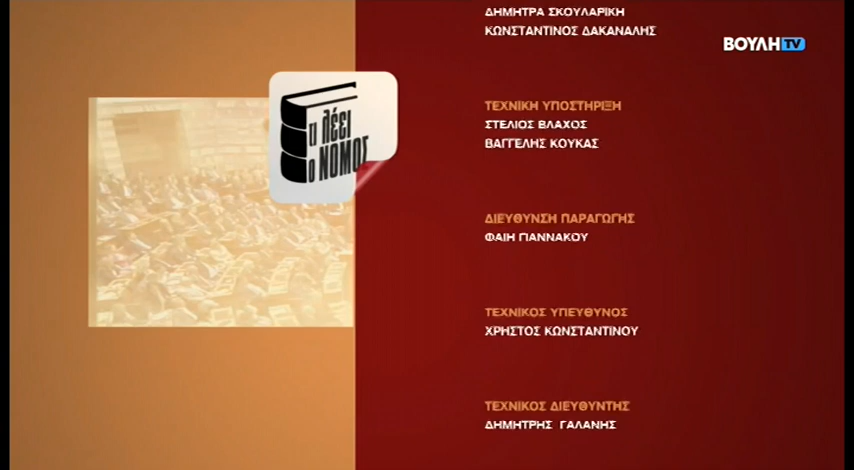 ΔΗΜΗΤΡΑ ΣΚΟΥΛΑΡΙΚΗ
ΚΩΝΣΤΑΝΤΙΝΟΣ ΔΑΚΑΝΑΛΗΣ
ΒΟΥΛΗ TV
τι λέει
ο ΝΟΜΟΣ
ΤΕΧΝΙΚΗ ΥΠΟΣΤΗΡΙΞΗ
ΣΤΕΛΙΟΣ ΒΛΑΧΟΣ
ΒΑΓΓΕΛΗΣ ΚΟΥΚΑΣ
ΔΙΕΥΘΥΝΣΗ ΠΑΡΑΓΩΓΗΣ
ΦΑΙΗ ΓΙΑΝΝΑΚΟΥ
ΤΕΧΝΙΚΟΣ ΥΠΕΥΘΥΝΟΣ
ΧΡΗΣΤΟΣ ΚΩΝΣΤΑΝΤΙΝΟΥ
ΤΕΧΝΙΚΟΣ ΔΙΕΥΘΥΝΤΗΣ
ΔΗΜΗΤΡΗΣ ΓΑΛΑΝΗΣ